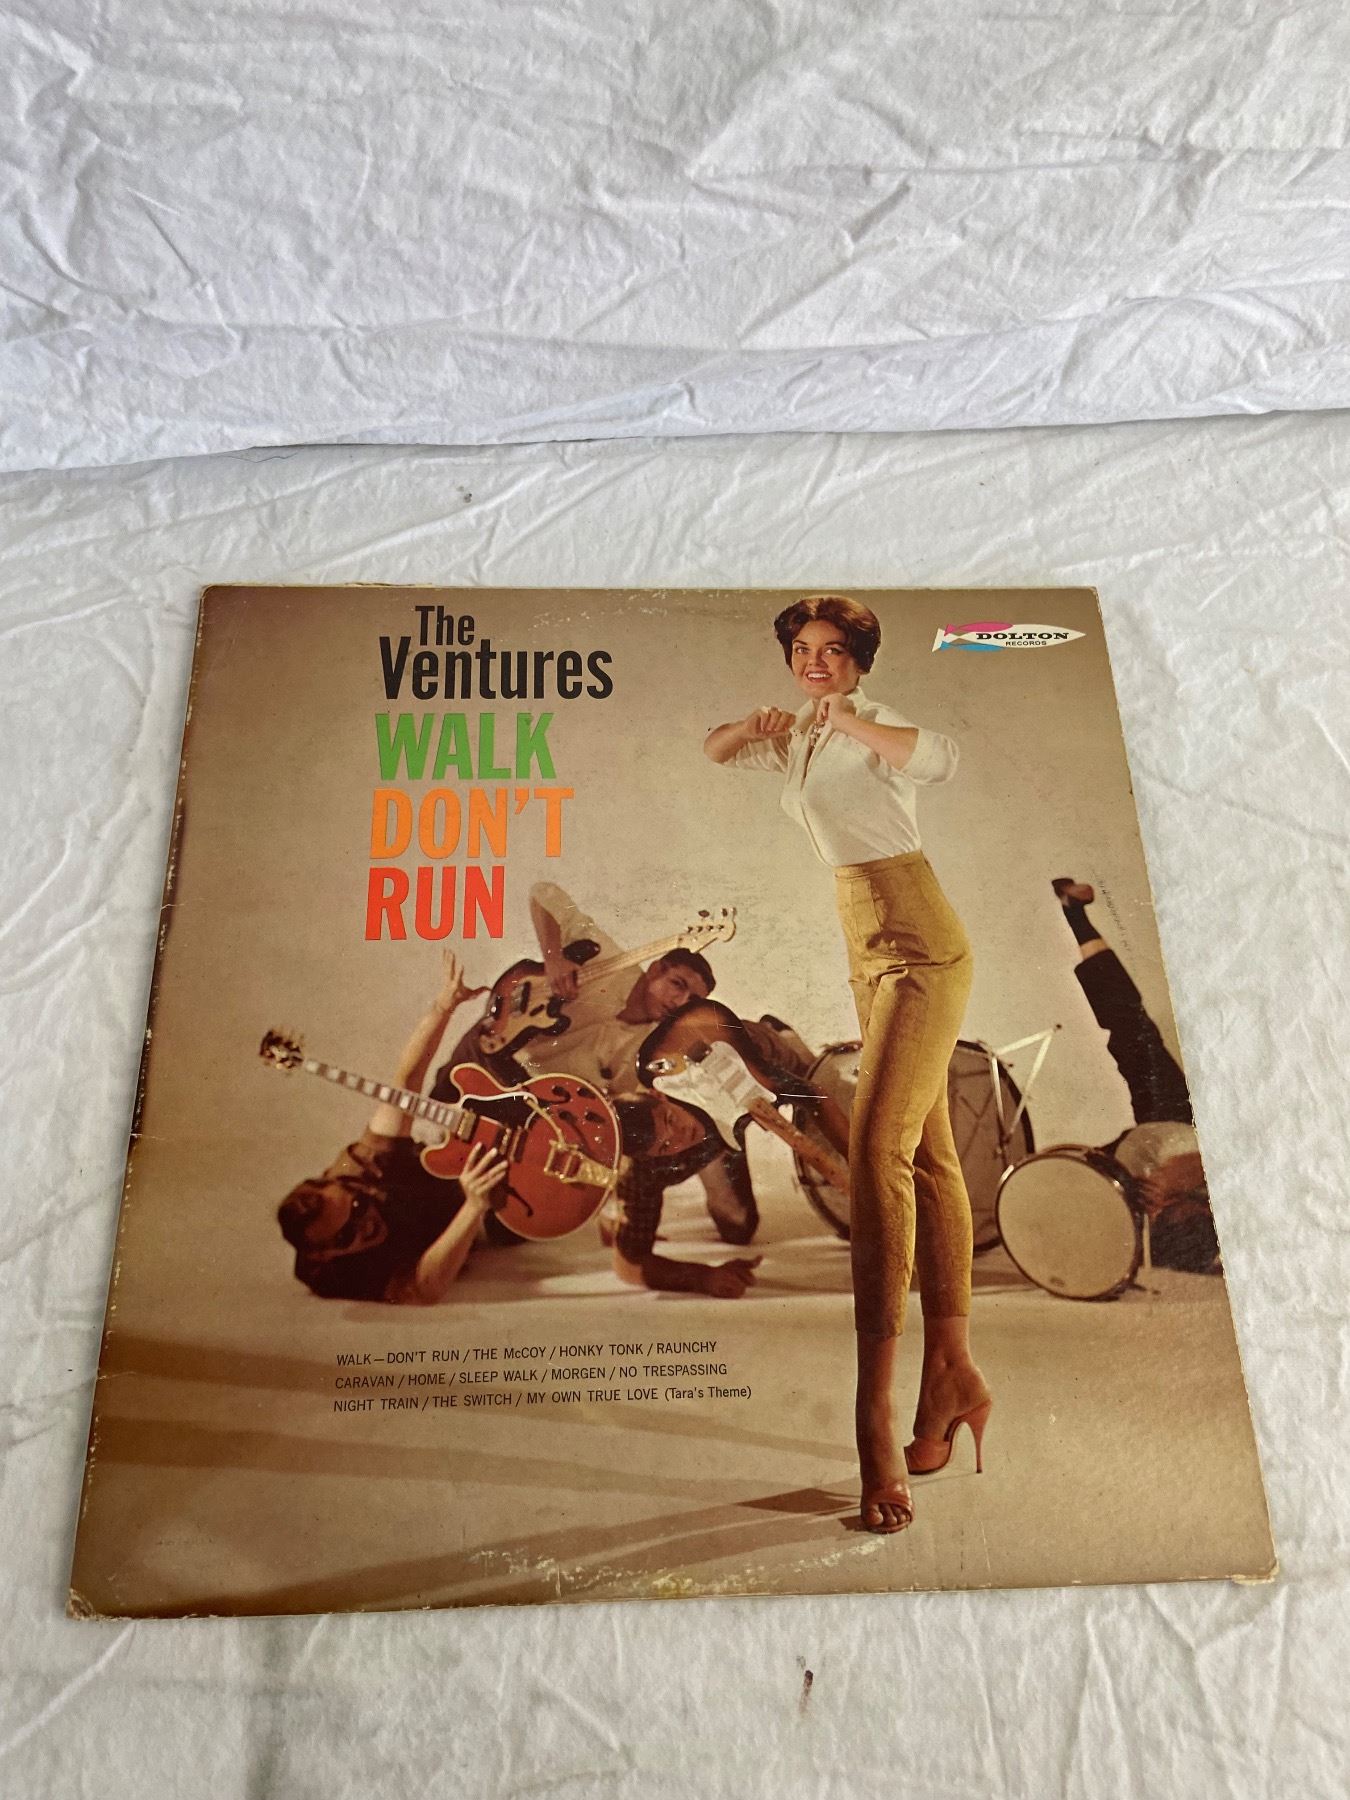 The
Ventures
WALK
DON'T
RUN
DOLTON
RECORDS
WALK—DON'T RUN / THE McCOY / HONKY TONK / RAUNCHY
CARAVAN / HOME / SLEEP WALK / MORGEN / NO TRESPASSING
NIGHT TRAIN / THE SWITCH / MY OWN TRUE LOVE (Tara's Theme)